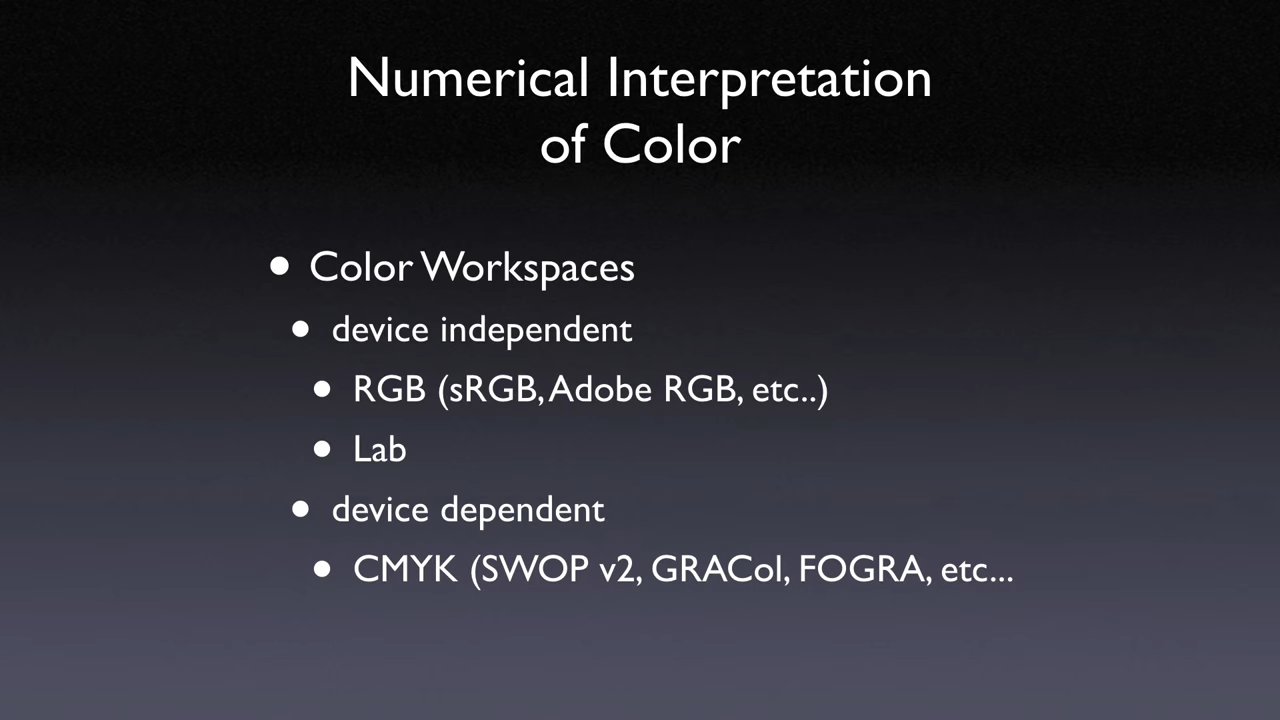 Numerical Interpretation
of Color
• Color Workspaces
• device independent
• RGB (sRGB, Adobe RGB, etc..)
• Lab
• device dependent
• CMYK (SWOP v2, GRACol, FOGRA, etc...